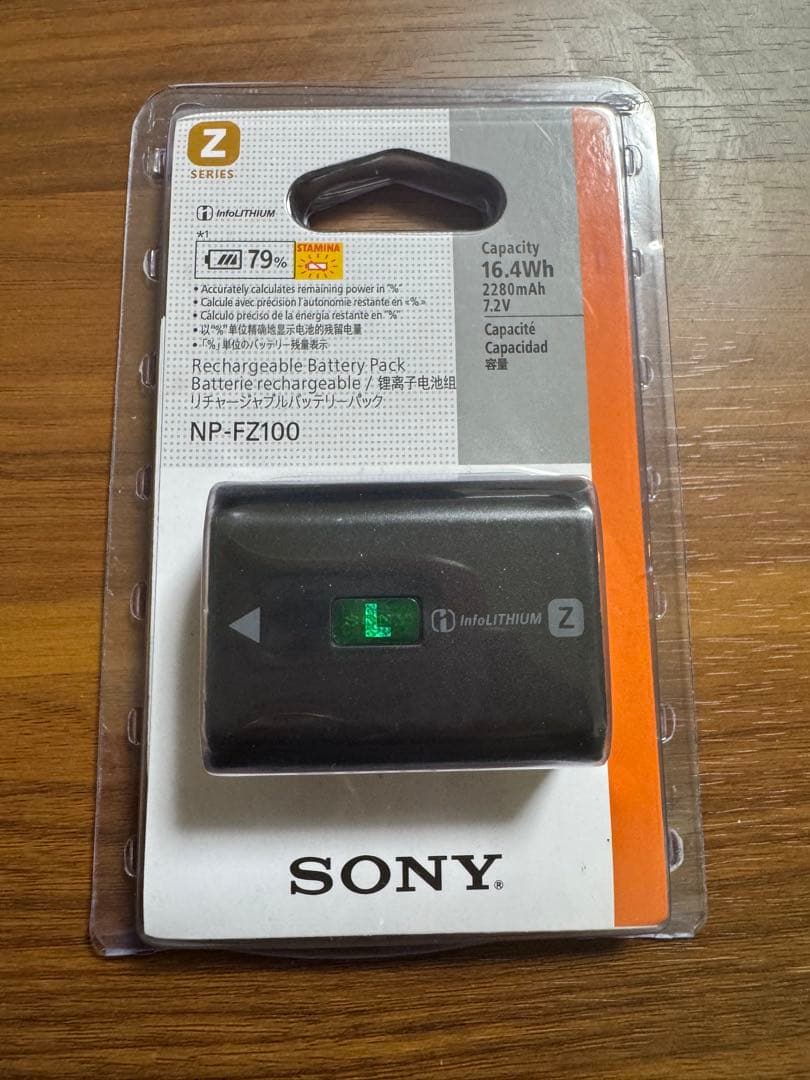 Z
SERIES
InfoLITHIUM
*1
79%
STAMINA
• Accurately calculates remaining power in "%"
• Calcule avec précision l'autonomie restante en «%»
• Cálculo preciso de la energía restante en "%"
• 以"%"单位精确地显示电池的残留电量
• 「%」単位のバッテリー残量表示
Rechargeable Battery Pack
Batterie rechargeable / 锂离子电池组
リチャージャブルバッテリーパック
NP-FZ100
Capacity
16.4Wh
2280mAh
7.2V
Capacité
Capacidad
容量
L
InfoLITHIUM Z
SONY®